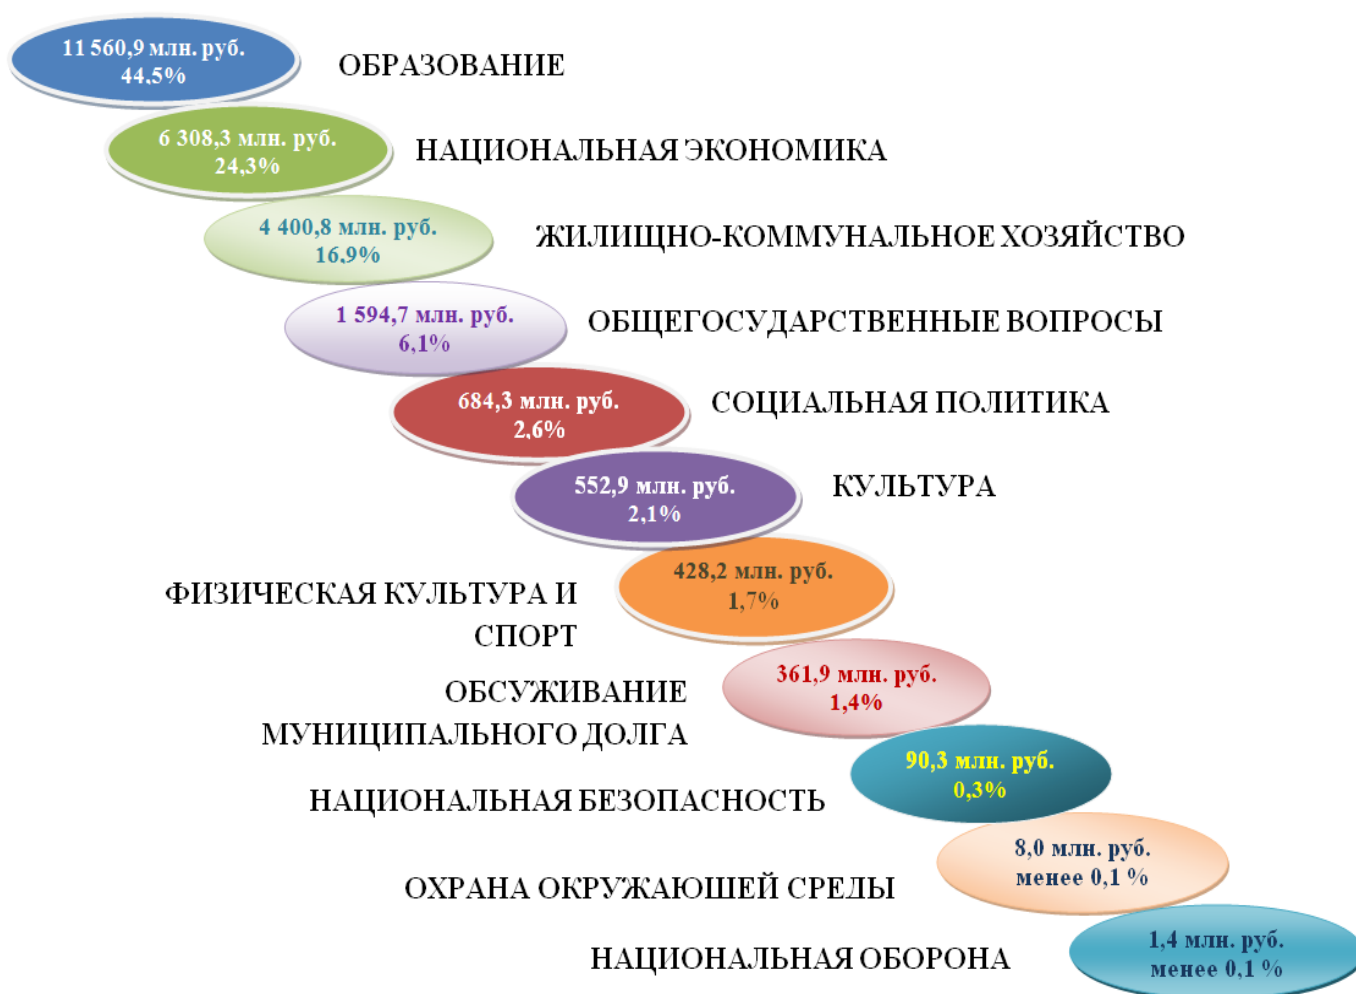 11 560,9 млн. руб.
44,5%
ОБРАЗОВАНИЕ
6 308,3 млн. руб.
24,3%
НАЦИОНАЛЬНАЯ ЭКОНОМИКА
4 400,8 млн. руб.
16,9%
ЖИЛИЩНО-КОММУНАЛЬНОЕ ХОЗЯЙСТВО
1 594,7 млн. руб.
6,1%
ОБЩЕГОСУДАРСТВЕННЫЕ ВОПРОСЫ
684,3 млн. руб.
2,6%
СОЦИАЛЬНАЯ ПОЛИТИКА
552,9 млн. руб.
2,1%
КУЛЬТУРА
428,2 млн. руб.
1,7%
ФИЗИЧЕСКАЯ КУЛЬТУРА И
СПОРТ
361,9 млн. руб.
1,4%
ОБСУЖИВАНИЕ
МУНИЦИПАЛЬНОГО ДОЛГА
90,3 млн. руб.
0,3%
НАЦИОНАЛЬНАЯ БЕЗОПАСНОСТЬ
8,0 млн. руб.
менее 0,1 %
ОХРАНА ОКРУЖАЮШЕЙ СРЕДЫ
1,4 млн. руб.
менее 0,1 %
НАЦИОНАЛЬНАЯ ОБОРОНА